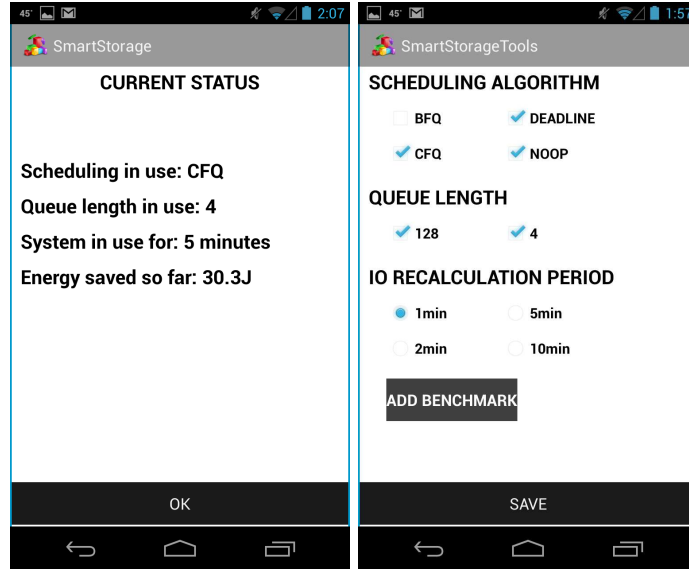 45°
2:07
SmartStorage
CURRENT STATUS
Scheduling in use: CFQ
Queue length in use: 4
System in use for: 5 minutes
Energy saved so far: 30.3J
OK
45°
1:57
SmartStorageTools
SCHEDULING ALGORITHM
BFQ DEADLINE
CFQ NOOP
QUEUE LENGTH
128 4
IO RECALCULATION PERIOD
1min 5min
2min 10min
ADD BENCHMARK
SAVE